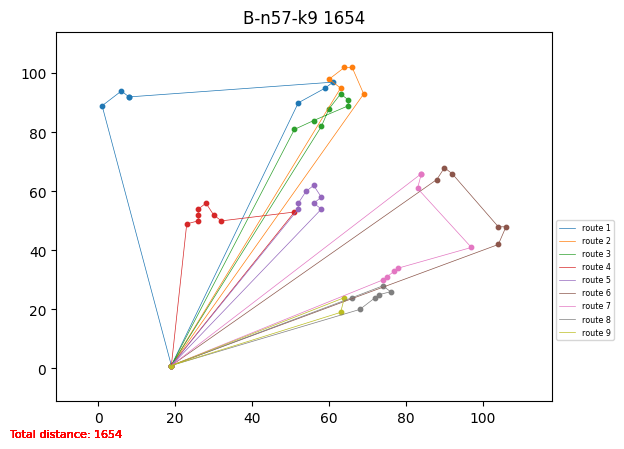 B-n57-k9 1654
100
80
60
40
20
0
0 20 40 60 80 100
route 1
route 2
route 3
route 4
route 5
route 6
route 7
route 8
route 9
Total distance: 1654